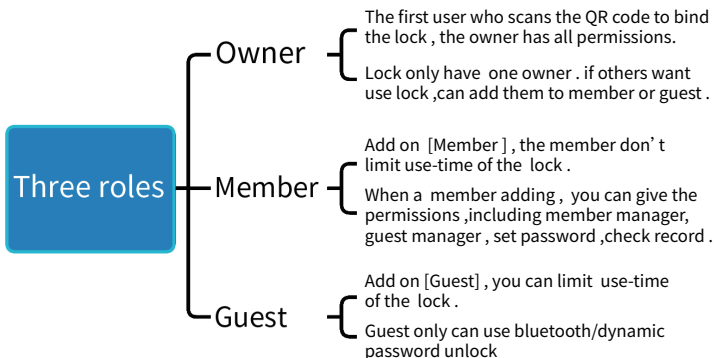 Three roles
Owner
The first user who scans the QR code to bind
the lock , the owner has all permissions.
Lock only have one owner . if others want
use lock ,can add them to member or guest .
Member
Add on [Member ] , the member don't
limit use-time of the lock .
When a member adding , you can give the
permissions ,including member manager,
guest manager , set password ,check record .
Guest
Add on [Guest] , you can limit use-time
of the lock .
Guest only can use bluetooth/dynamic
password unlock